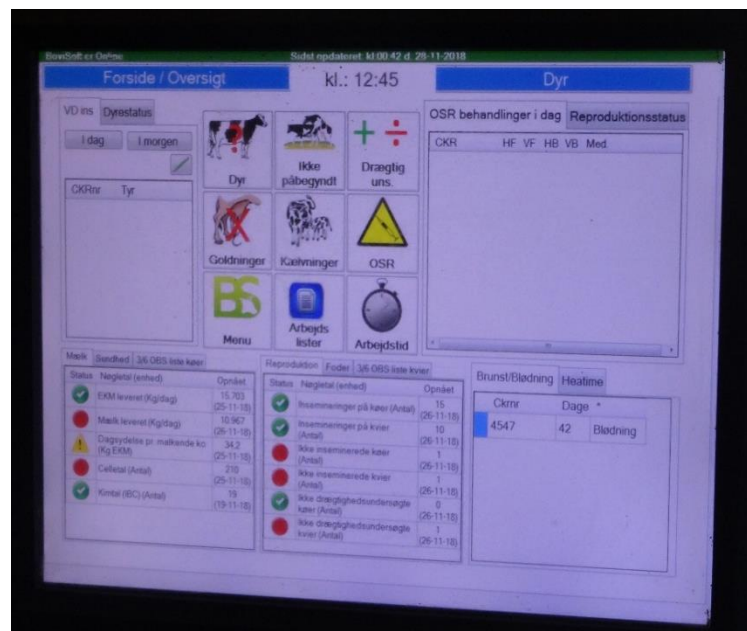 BoviSoft er Online
Sidst opdateret kl:00:42 d. 28-11-2018
Forside / Oversigt
kl.: 12:45
Dyr
VD ins Dyrestatus
I dag I morgen
CKRnr Tyr
Dyr
Ikke påbegyndt
Drægtig uns.
Goldninger
Kælvninger
OSR
BS
Menu
Arbejds lister
Arbejdstid
OSR behandlinger i dag Reproduktionsstatus
CKR HF VF HB VB Med.
Mælk Sundhed 3/6 OBS liste køer
Status Nøgletal (enhed) Opnået
EKM leveret (Kg/dag) 15.703
(25-11-18)
Mælk leveret (Kg/dag) 10.967
(26-11-18)
Dagsydelse pr. malkende ko 34,2
(Kg EKM) (25-11-18)
Celletal (Antal) 210
(25-11-18)
Kimtal (IBC) (Antal) 19
(19-11-18)
Reproduktion Foder 3/6 OBS liste kvier
Status Nøgletal (enhed) Opnået
Insemineringer på køer (Antal) 15
(26-11-18)
Insemineringer på kvier 10
(Antal) (26-11-18)
Ikke inseminerede køer 1
(Antal) (26-11-18)
Ikke inseminerede kvier 1
(Antal) (26-11-18)
Ikke drægtighedsundersøgte 0
køer (Antal) (26-11-18)
Ikke drægtighedsundersøgte 1
kvier (Antal) (26-11-18)
Brunst/Blødning Heatime
Ckrnr Dage
4547 42 Blødning